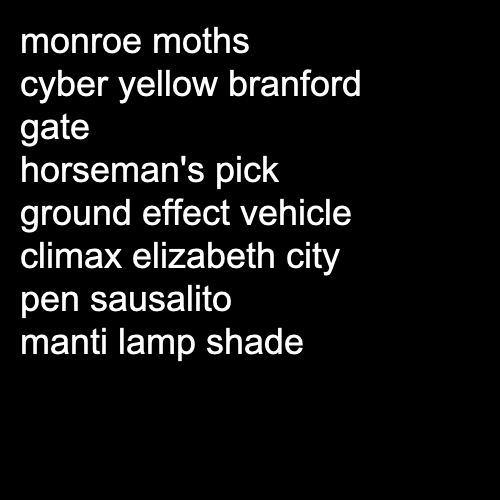 monroe moths
cyber yellow branford
gate
horseman's pick
ground effect vehicle
climax elizabeth city
pen sausalito
manti lamp shade